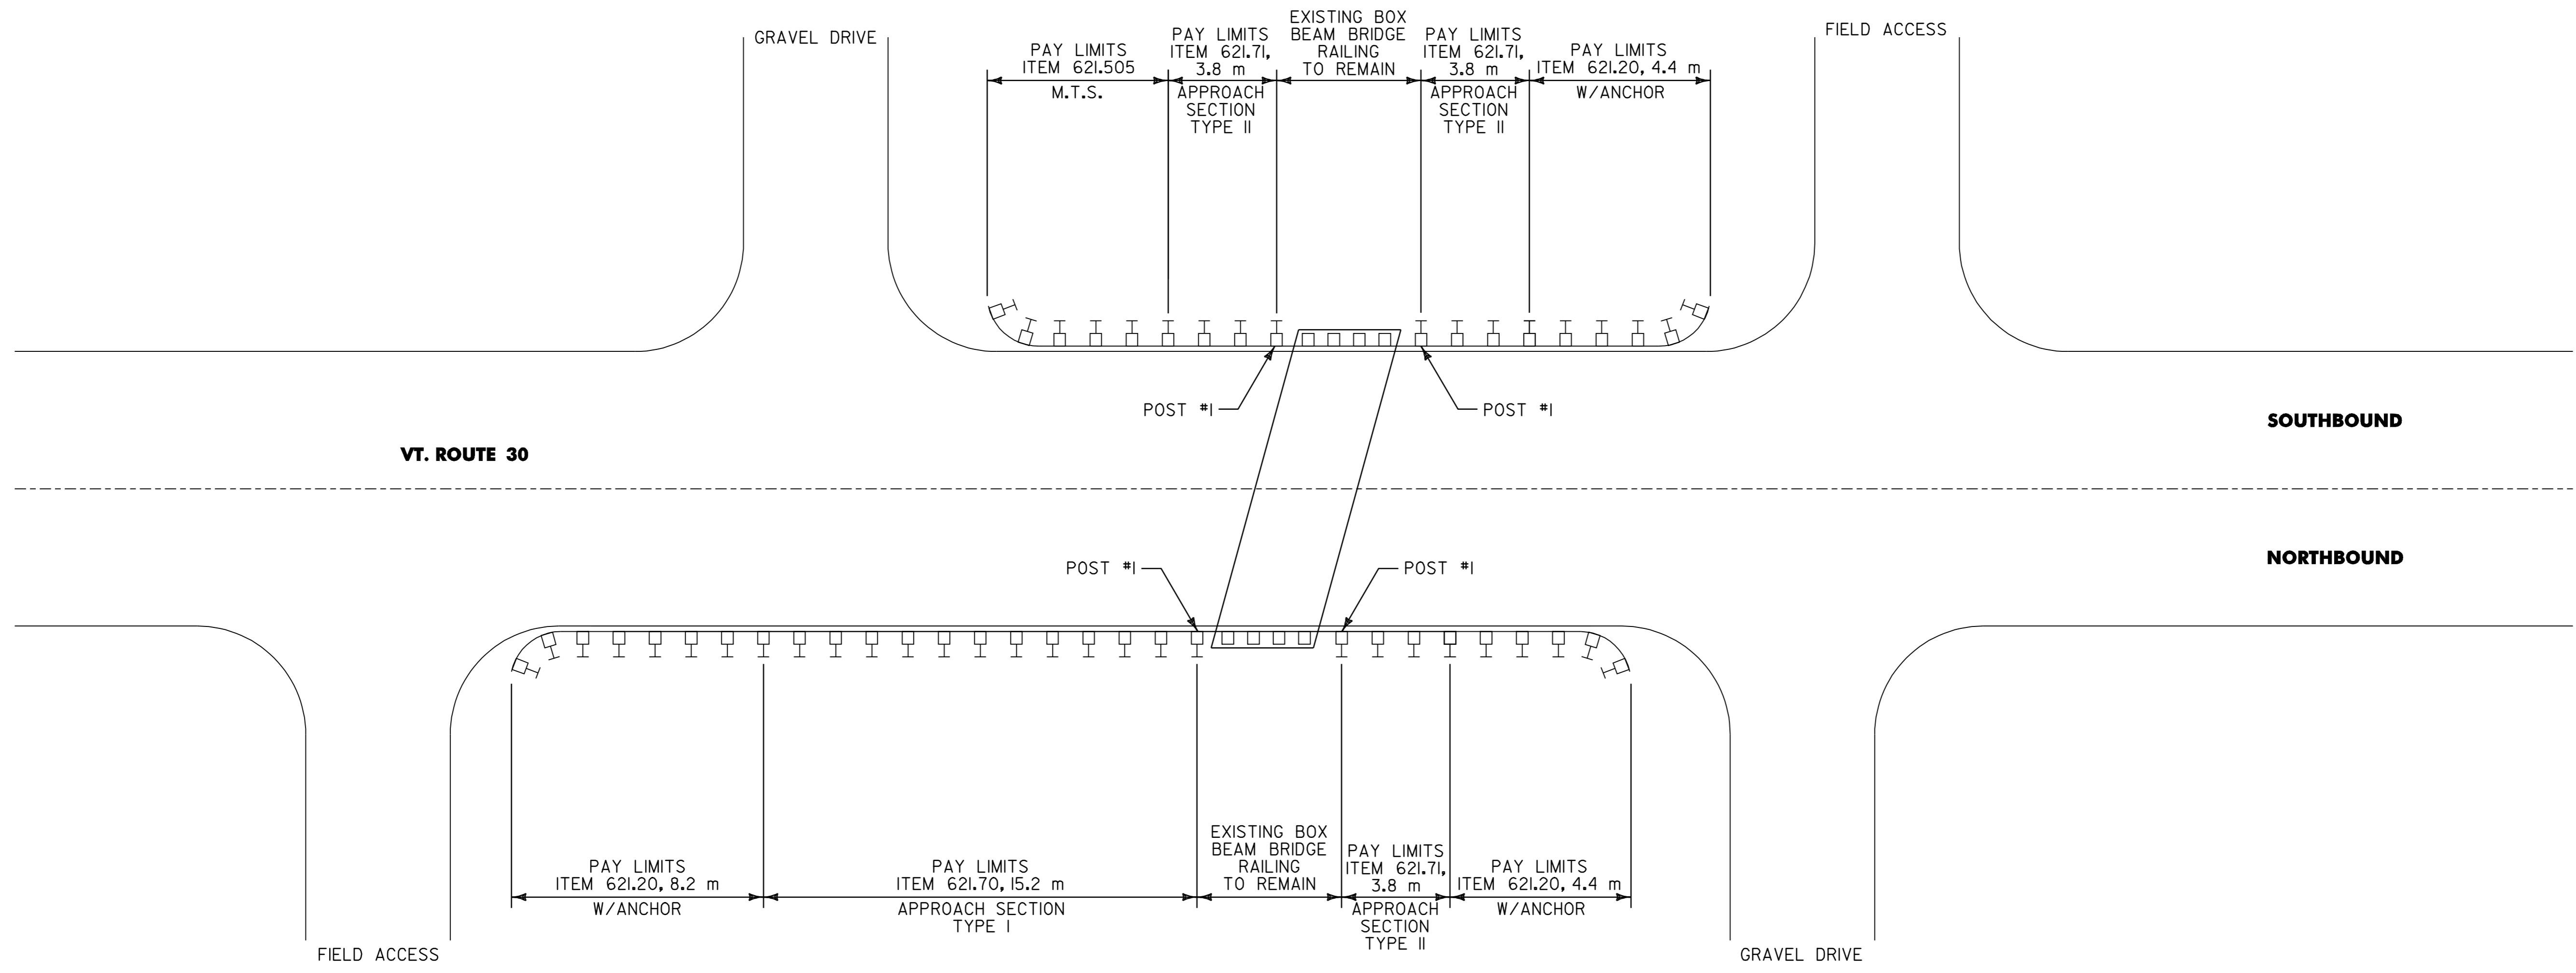 GRAVEL DRIVE
PAY LIMITS
ITEM 621.505
M.T.S.
PAY LIMITS
ITEM 621.71,
3.8 m
APPROACH
SECTION
TYPE II
EXISTING BOX
BEAM BRIDGE
RAILING
TO REMAIN
PAY LIMITS
ITEM 621.71,
3.8 m
APPROACH
SECTION
TYPE II
PAY LIMITS
ITEM 621.20, 4.4 m
W/ANCHOR
FIELD ACCESS
POST #1
POST #1
SOUTHBOUND
VT. ROUTE 30
NORTHBOUND
POST #1
POST #1
PAY LIMITS
ITEM 621.20, 8.2 m
W/ANCHOR
PAY LIMITS
ITEM 621.70, 15.2 m
APPROACH SECTION
TYPE I
EXISTING BOX
BEAM BRIDGE
RAILING
TO REMAIN
PAY LIMITS
ITEM 621.71,
3.8 m
APPROACH
SECTION
TYPE II
PAY LIMITS
ITEM 621.20, 4.4 m
W/ANCHOR
FIELD ACCESS
GRAVEL DRIVE